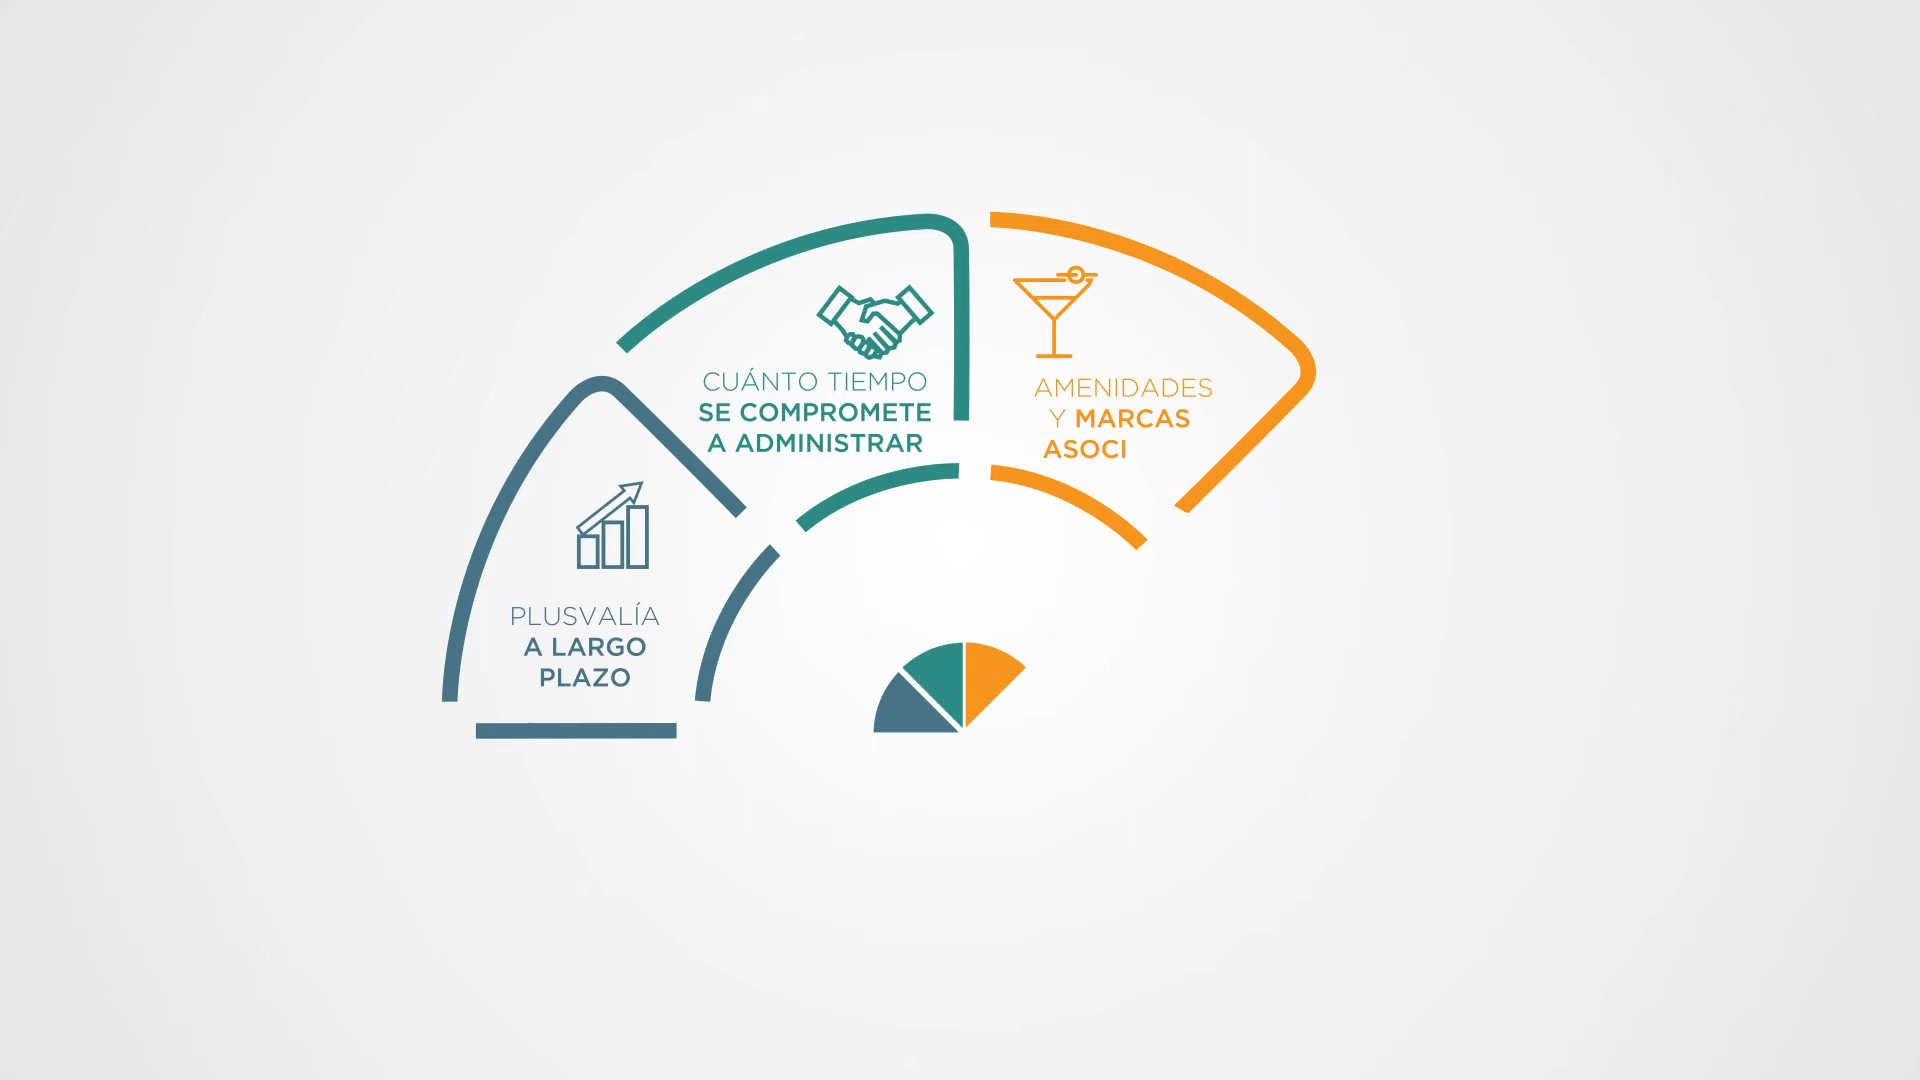 PLUSVALÍA
A LARGO
PLAZO
CUÁNTO TIEMPO
SE COMPROMETE
A ADMINISTRAR
AMENIDADES
Y MARCAS
ASOCI